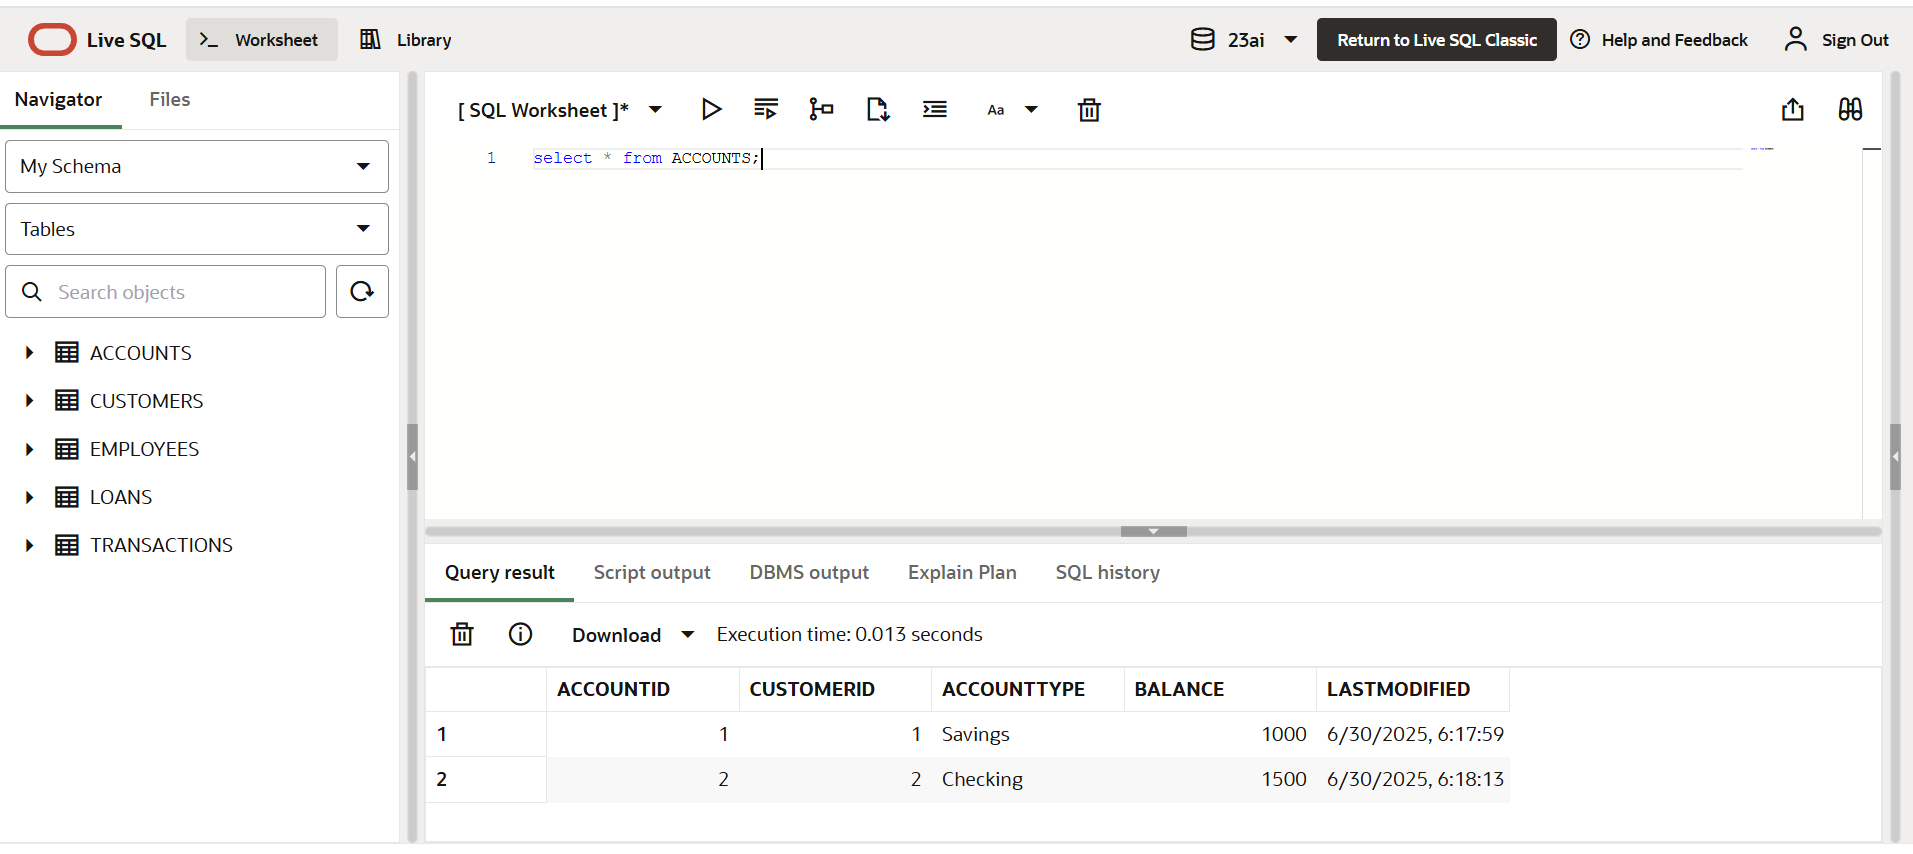 Live SQL Worksheet Library 23ai Return to Live SQL Classic Help and Feedback Sign Out
Navigator Files
My Schema
Tables
Search objects
ACCOUNTS
CUSTOMERS
EMPLOYEES
LOANS
TRANSACTIONS
[ SQL Worksheet ]* Aa
1 select * from ACCOUNTS;
Query result Script output DBMS output Explain Plan SQL history
Download Execution time: 0.013 seconds
ACCOUNTID CUSTOMERID ACCOUNTTYPE BALANCE LASTMODIFIED
1 1 1 Savings 1000 6/30/2025, 6:17:59
2 2 2 Checking 1500 6/30/2025, 6:18:13